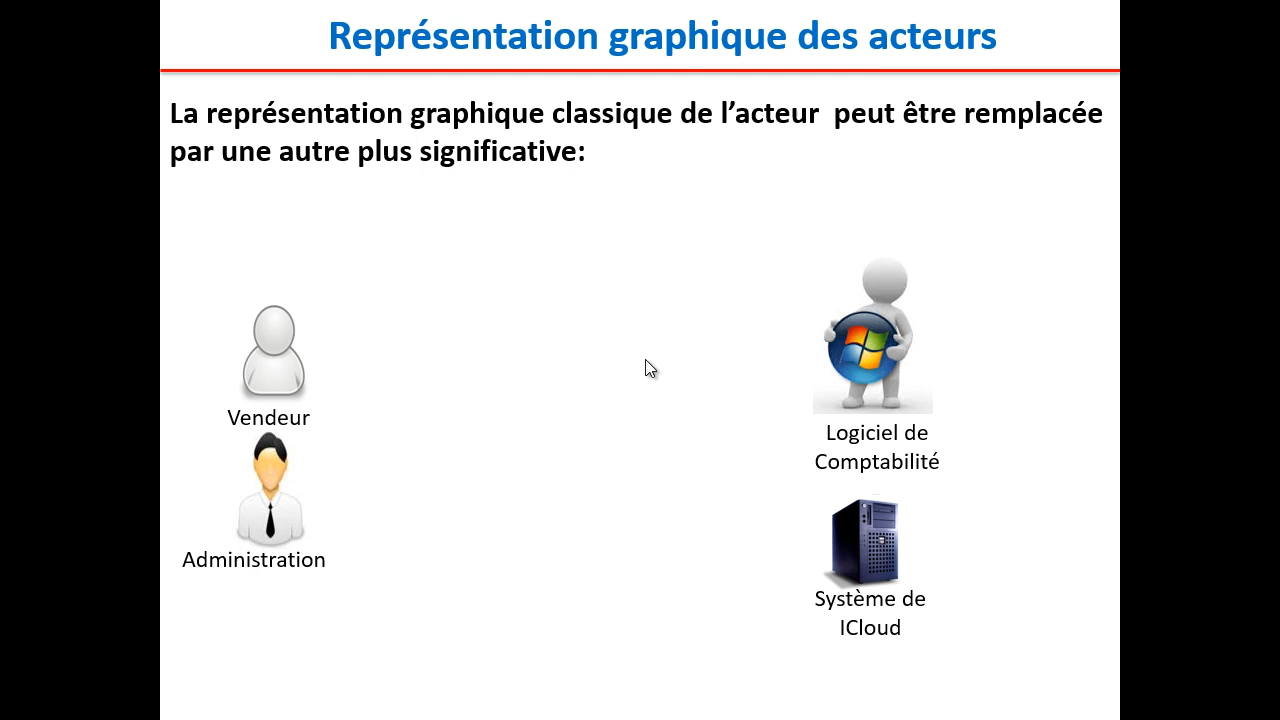 Représentation graphique des acteurs
La représentation graphique classique de l’acteur  peut être remplacée
par une autre plus significative:
Vendeur
Administration
Logiciel de
Comptabilité
Système de
ICloud